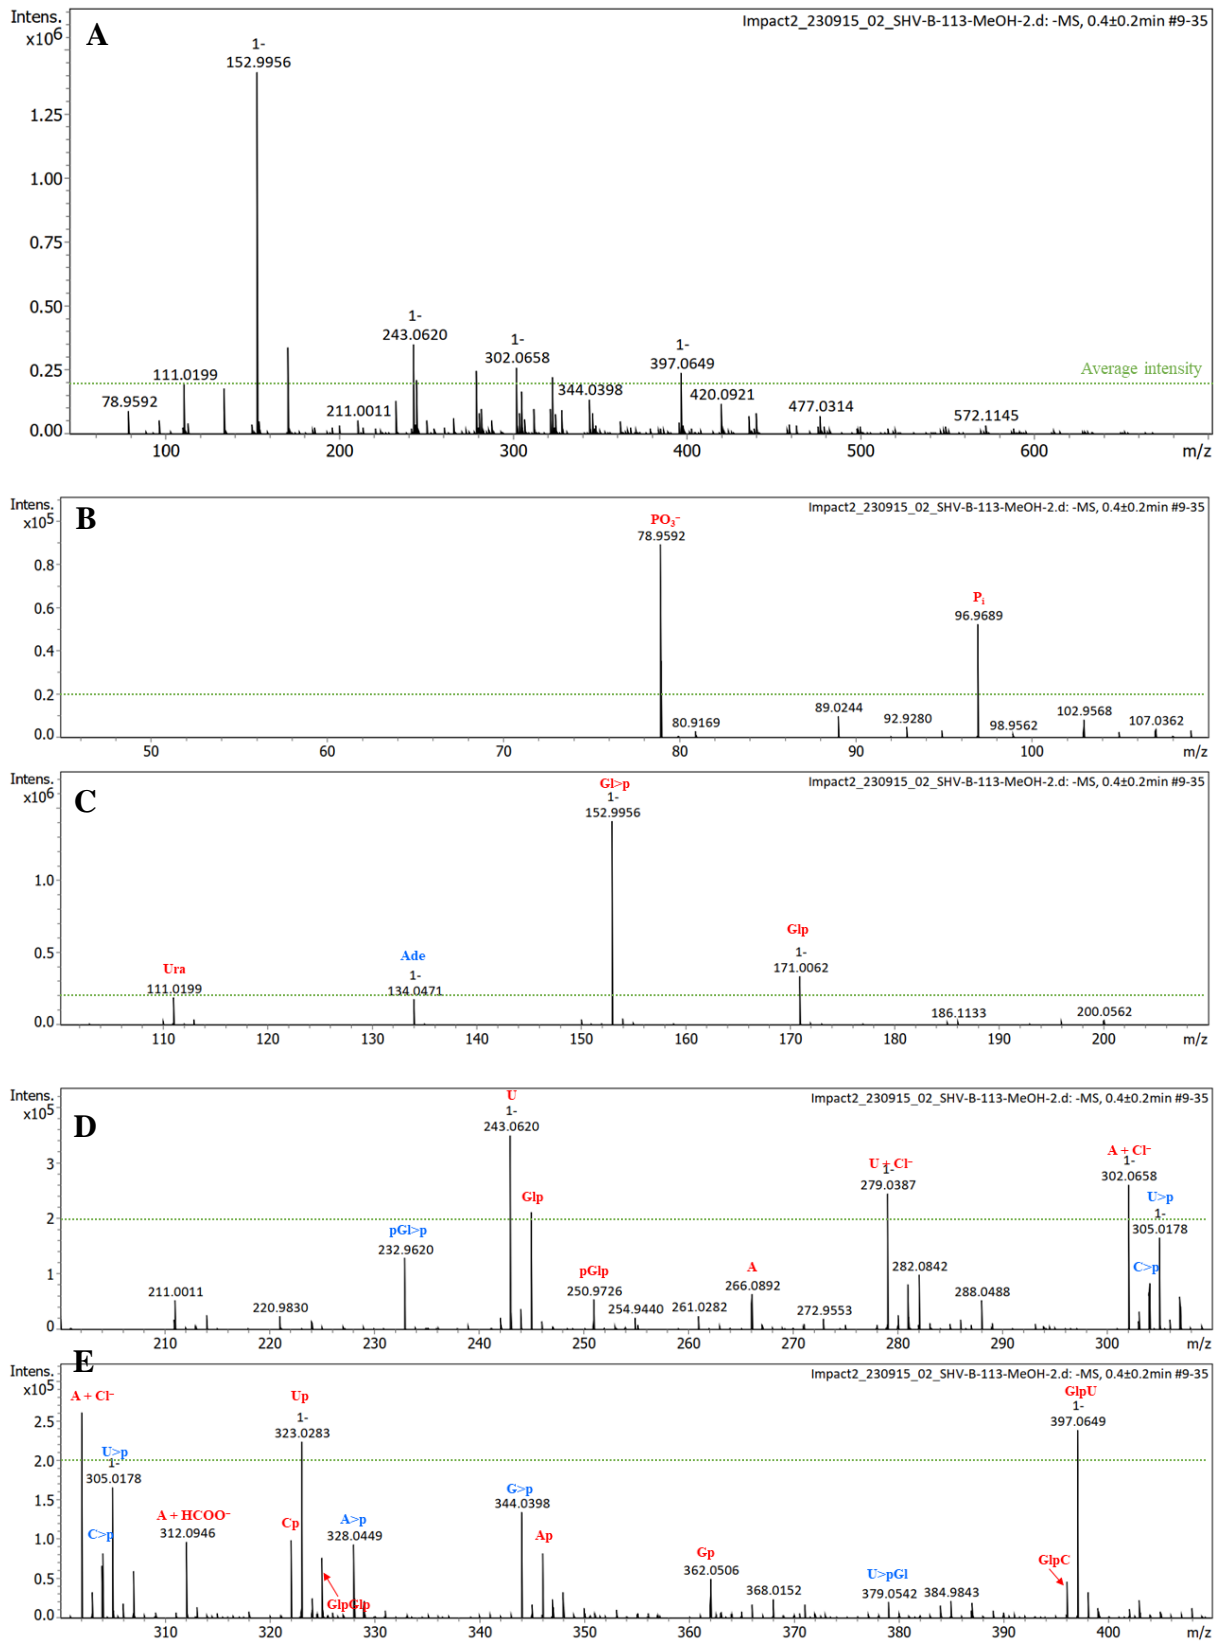 Intens.
x10⁶
A
Impact2_230915_02_SHV-B-113-MeOH-2.d: -MS, 0.4±0.2min #9-35
1-
152.9956
1.25
1.00
0.75
0.50
0.25
0.00
1-
243.0620
1-
302.0658
1-
397.0649
Average intensity
111.0199
78.9592
211.0011
344.0398
420.0921
477.0314
572.1145
100
200
300
400
500
600
m/z
Intens.
x10⁵
B
Impact2_230915_02_SHV-B-113-MeOH-2.d: -MS, 0.4±0.2min #9-35
PO₃⁻
78.9592
Pᵢ
96.9689
0.8
0.6
0.4
0.2
0.0
80.9169
89.0244
92.9280
98.9562
102.9568
107.0362
50
60
70
80
90
100
m/z
Intens.
x10⁶
C
Impact2_230915_02_SHV-B-113-MeOH-2.d: -MS, 0.4±0.2min #9-35
Gl>p
1-
152.9956
1.0
0.5
0.0
Ura
111.0199
Ade
1-
134.0471
Glp
1-
171.0062
186.1133
200.0562
110
120
130
140
150
160
170
180
190
200
m/z
Intens.
x10⁵
D
Impact2_230915_02_SHV-B-113-MeOH-2.d: -MS, 0.4±0.2min #9-35
U
1-
243.0620
3
2
1
0
U + Cl⁻
1-
279.0387
A + Cl⁻
1-
302.0658
U>p
1-
305.0178
C>p
Glp
pGl>p
232.9620
pGlp
250.9726
A
266.0892
282.0842
211.0011
220.9830
254.9440
261.0282
272.9553
288.0488
210
220
230
240
250
260
270
280
290
300
m/z
Intens.
x10⁵
E
Impact2_230915_02_SHV-B-113-MeOH-2.d: -MS, 0.4±0.2min #9-35
A + Cl⁻
Up
1-
323.0283
GlpU
1-
397.0649
2.5
2.0
1.5
1.0
0.5
0.0
U>p
1-
305.0178
C>p
A + HCOO⁻
312.0946
Cp
A>p
328.0449
G>p
344.0398
Ap
Gp
362.0506
GlpC
GlpGlp
368.0152
U>pGl
379.0542
384.9843
310
320
330
340
350
360
370
380
390
400
m/z